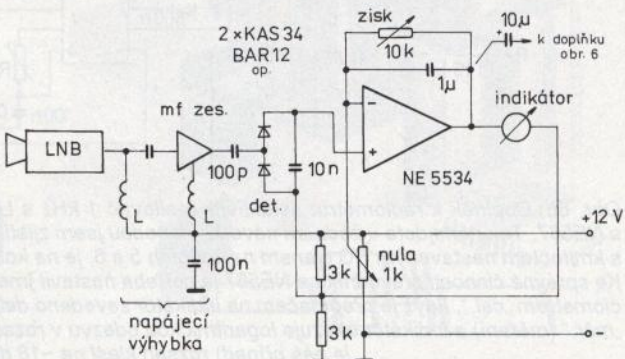 2 × KAS 34
BAR 12
op.
zisk
10k
10µ
+
k doplňku
obr. 6
1µ
indikátor
mf zes.
LNB
100p
10n
det.
-
+
NE 5534
L
L
+12 V
100n
3k
nula
1k
3k
o-
napájecí
výhybka